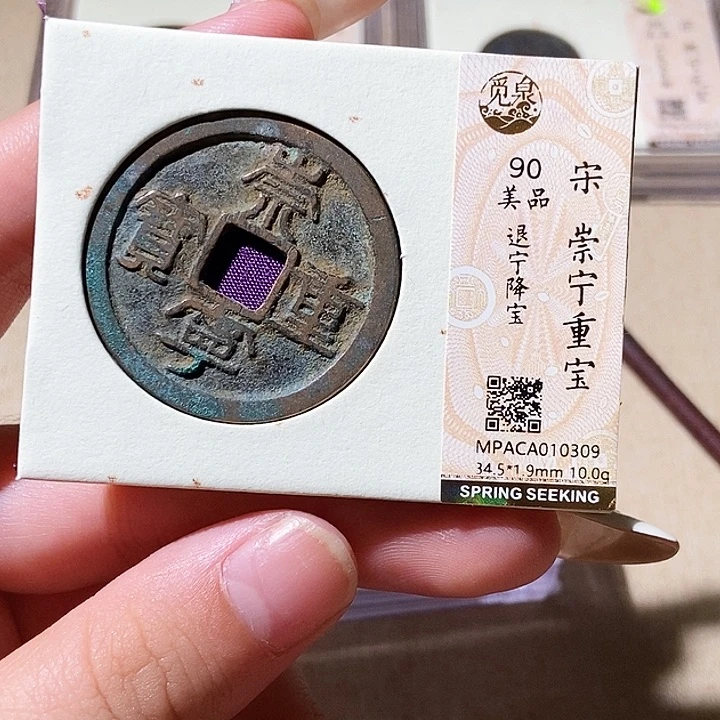 崇
寶
重
寧
觅泉
90
美品
退宁降宝
宋 崇宁重宝
MPACA010309
34.5*1.9mm 10.0g
SPRING SEEKING